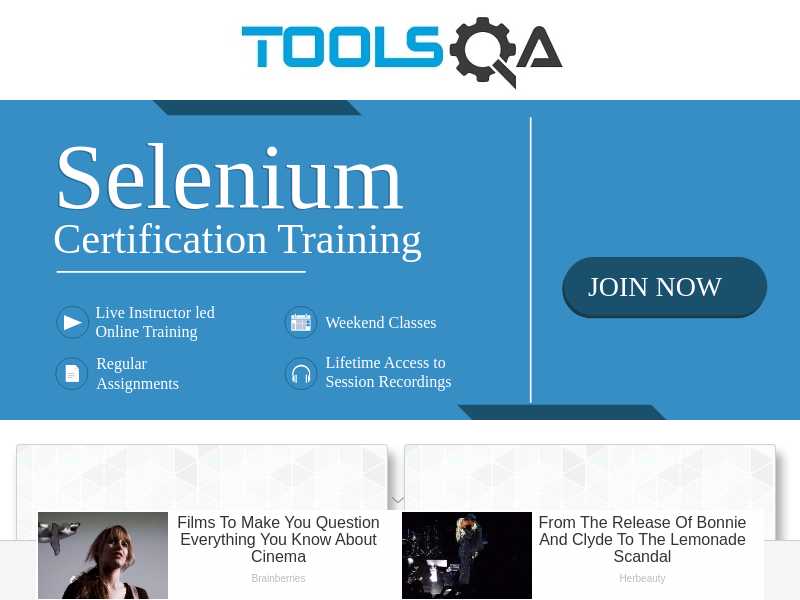 TOOLSQA
Selenium
Certification Training
JOIN NOW
Live Instructor led
Online Training
Weekend Classes
Regular
Assignments
Lifetime Access to
Session Recordings
Films To Make You Question
Everything You Know About
Cinema
Brainberries
From The Release Of Bonnie
And Clyde To The Lemonade
Scandal
Herbeauty